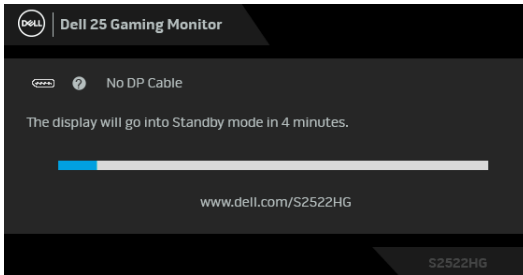 DELL
Dell 25 Gaming Monitor
? No DP Cable
The display will go into Standby mode in 4 minutes.
www.dell.com/S2522HG
S2522HG